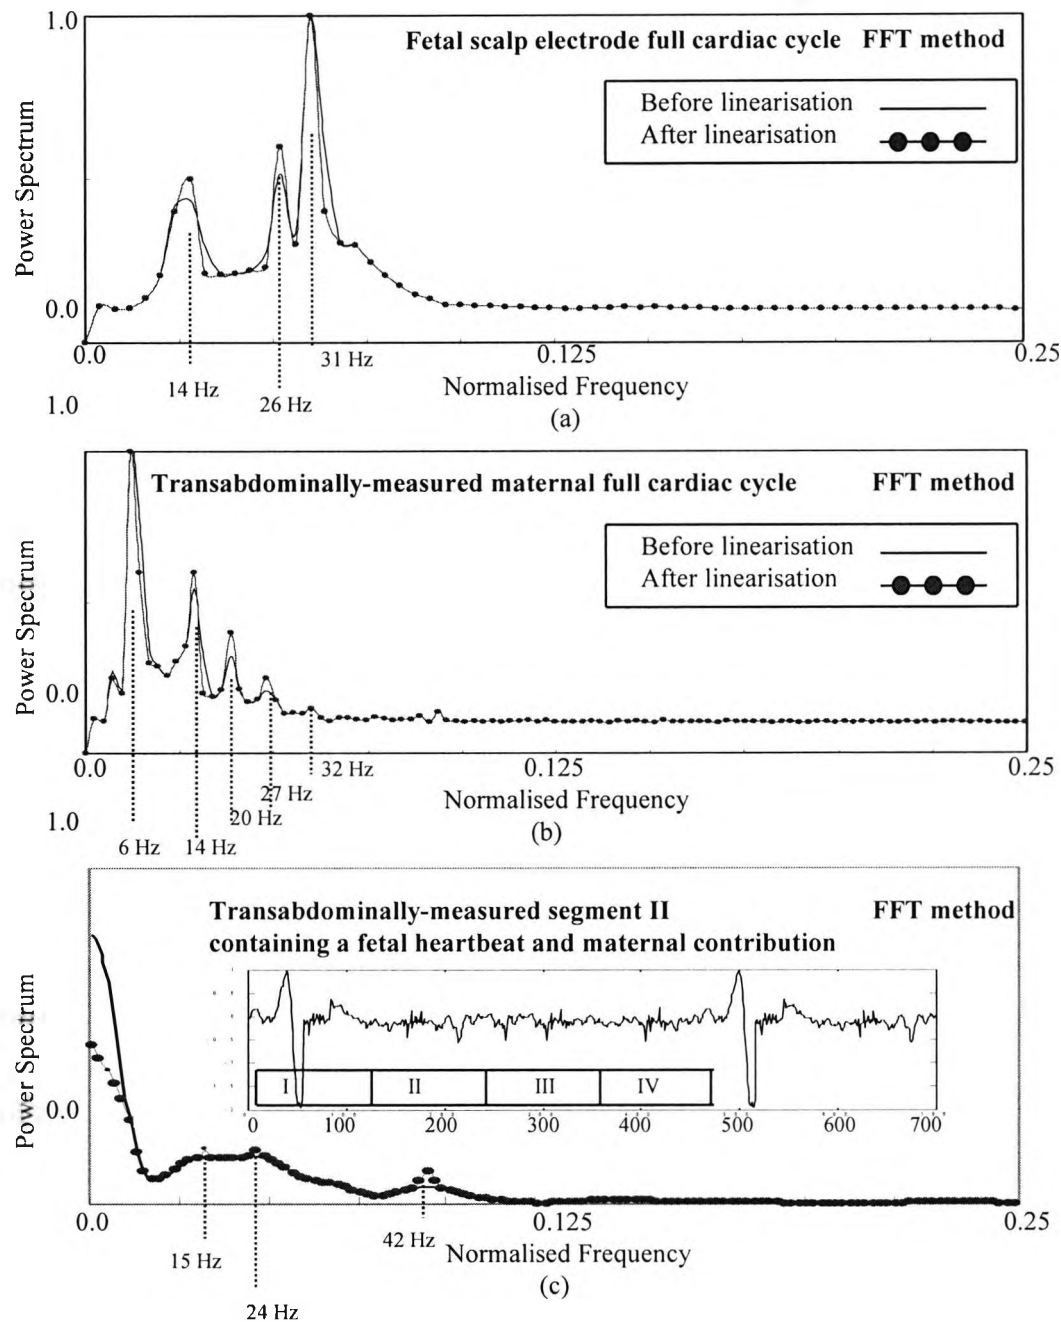 1.0
Fetal scalp electrode full cardiac cycle FFT method
Before linearisation
After linearisation
Power Spectrum
0.0
0.0 0.125 0.25
31 Hz
14 Hz
26 Hz
Normalised Frequency
(a)
1.0
Transabdominally-measured maternal full cardiac cycle FFT method
Before linearisation
After linearisation
Power Spectrum
0.0
0.0 0.125 0.25
32 Hz
27 Hz
20 Hz
6 Hz 14 Hz
Normalised Frequency
(b)
1.0
Transabdominally-measured segment II FFT method
containing a fetal heartbeat and maternal contribution
Power Spectrum
0.0
I II III IV
0 100 200 300 400 500 600 700
0.0 0.125 0.25
15 Hz
42 Hz
24 Hz
Normalised Frequency
(c)